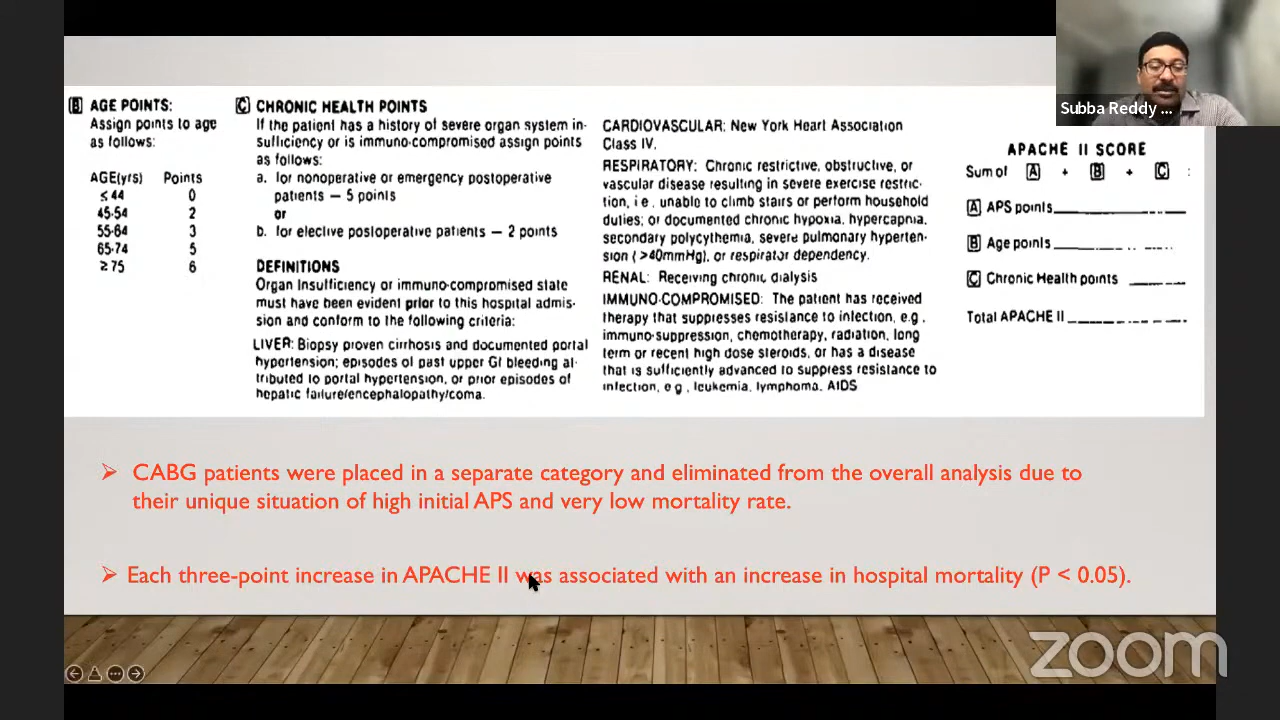 B AGE POINTS:
Assign points to age
as follows:
AGE(yrs) Points
≤44 0
45-54 2
55-64 3
65-74 5
≥75 6
C CHRONIC HEALTH POINTS
If the patient has a history of severe organ system in-
sufficiency or is immuno-compromised assign points
as follows:
a. for nonoperative or emergency postoperative
patients — 5 points
or
b. for elective postoperative patients — 2 points
DEFINITIONS
Organ Insufficiency or immuno-compromised state
must have been evident prior to this hospital admis-
sion and conform to the following criteria:
LIVER: Biopsy proven cirrhosis and documented portal
hypertension; episodes of past upper GI bleeding at-
tributed to portal hypertension, or prior episodes of
hepatic failure/encephalopathy/coma.
CARDIOVASCULAR: New York Heart Association
Class IV.
RESPIRATORY: Chronic restrictive, obstructive, or
vascular disease resulting in severe exercise restric-
tion, i.e., unable to climb stairs or perform household
duties; or documented chronic hypoxia, hypercapnia,
secondary polycythemia, severe pulmonary hyperten-
sion (>40mmHg), or respirator dependency.
RENAL: Receiving chronic dialysis
IMMUNO-COMPROMISED: The patient has received
therapy that suppresses resistance to infection, e.g.,
immuno-suppression, chemotherapy, radiation, long
term or recent high dose steroids, or has a disease
that is sufficiently advanced to suppress resistance to
infection, e.g., leukemia, lymphoma, AIDS
APACHE II SCORE
Sum of A + B + C :
A APS points
B Age points
C Chronic Health points
Total APACHE II
Subba Reddy ...
➢ CABG patients were placed in a separate category and eliminated from the overall analysis due to
their unique situation of high initial APS and very low mortality rate.
➢ Each three-point increase in APACHE II was associated with an increase in hospital mortality (P < 0.05).
zoom